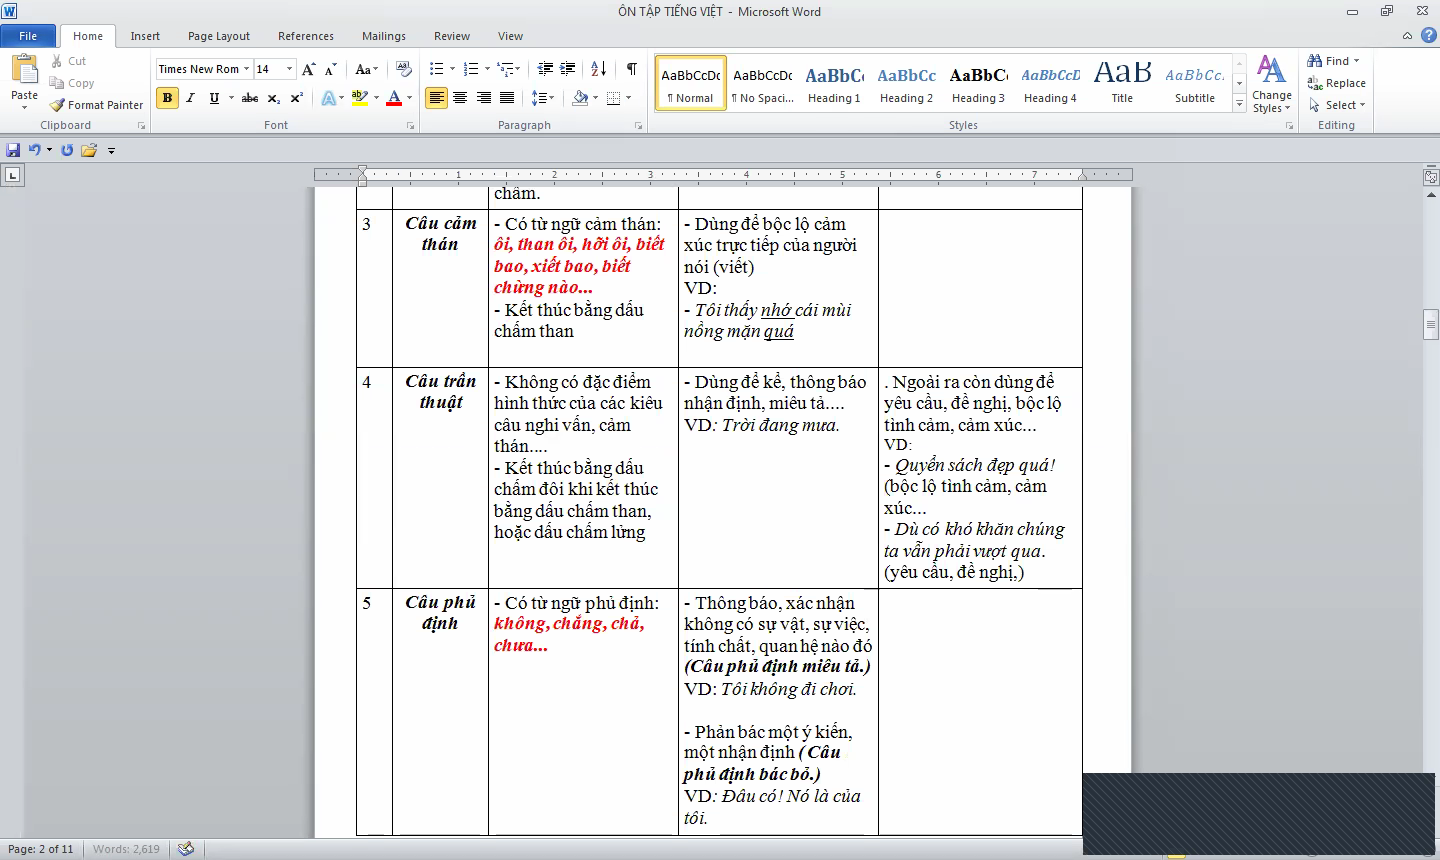 ÔN TẬP TIẾNG VIỆT - Microsoft Word
File Home Insert Page Layout References Mailings Review View
Paste
Cut
Copy
Format Painter
Clipboard
Times New Rom 14
B I U abc x₂ x²
Font
Paragraph
AaBbCcDc AaBbCcDc AaBbCc AaBbCc AaBbCc AaBbCcD AaB AaBbCc.
¶ Normal ¶ No Spaci... Heading 1 Heading 2 Heading 3 Heading 4 Title Subtitle
Styles
Change
Styles
Find
Replace
Select
Editing
1 2 3 4 5 6 7
chấm.
3
Câu cảm
thán
- Có từ ngữ cảm thán:
ôi, than ôi, hỡi ôi, biết
bao, xiết bao, biết
chừng nào...
- Kết thúc bằng dấu
chấm than
- Dùng để bộc lộ cảm
xúc trực tiếp của người
nói (viết)
VD:
- Tôi thấy nhớ cái mùi
nồng mặn quá
4
Câu trần
thuật
- Không có đặc điểm
hình thức của các kiêu
câu nghi vấn, cảm
thán....
- Kết thúc bằng dấu
chấm đôi khi kết thúc
bằng dấu chấm than,
hoặc dấu chấm lửng
- Dùng để kể, thông báo
nhận định, miêu tả....
VD: Trời đang mưa.
. Ngoài ra còn dùng để
yêu cầu, đề nghị, bộc lộ
tình cảm, cảm xúc...
VD:
- Quyển sách đẹp quá!
(bộc lộ tình cảm, cảm
xúc...
- Dù có khó khăn chúng
ta vẫn phải vượt qua.
(yêu cầu, đề nghị,)
5
Câu phủ
định
- Có từ ngữ phủ định:
không, chẳng, chả,
chưa...
- Thông báo, xác nhận
không có sự vật, sự việc,
tính chất, quan hệ nào đó
(Câu phủ định miêu tả.)
VD: Tôi không đi chơi.
- Phản bác một ý kiến,
một nhận định ( Câu
phủ định bác bỏ.)
VD: Đâu có! Nó là của
tôi.
Page: 2 of 11 Words: 2,619